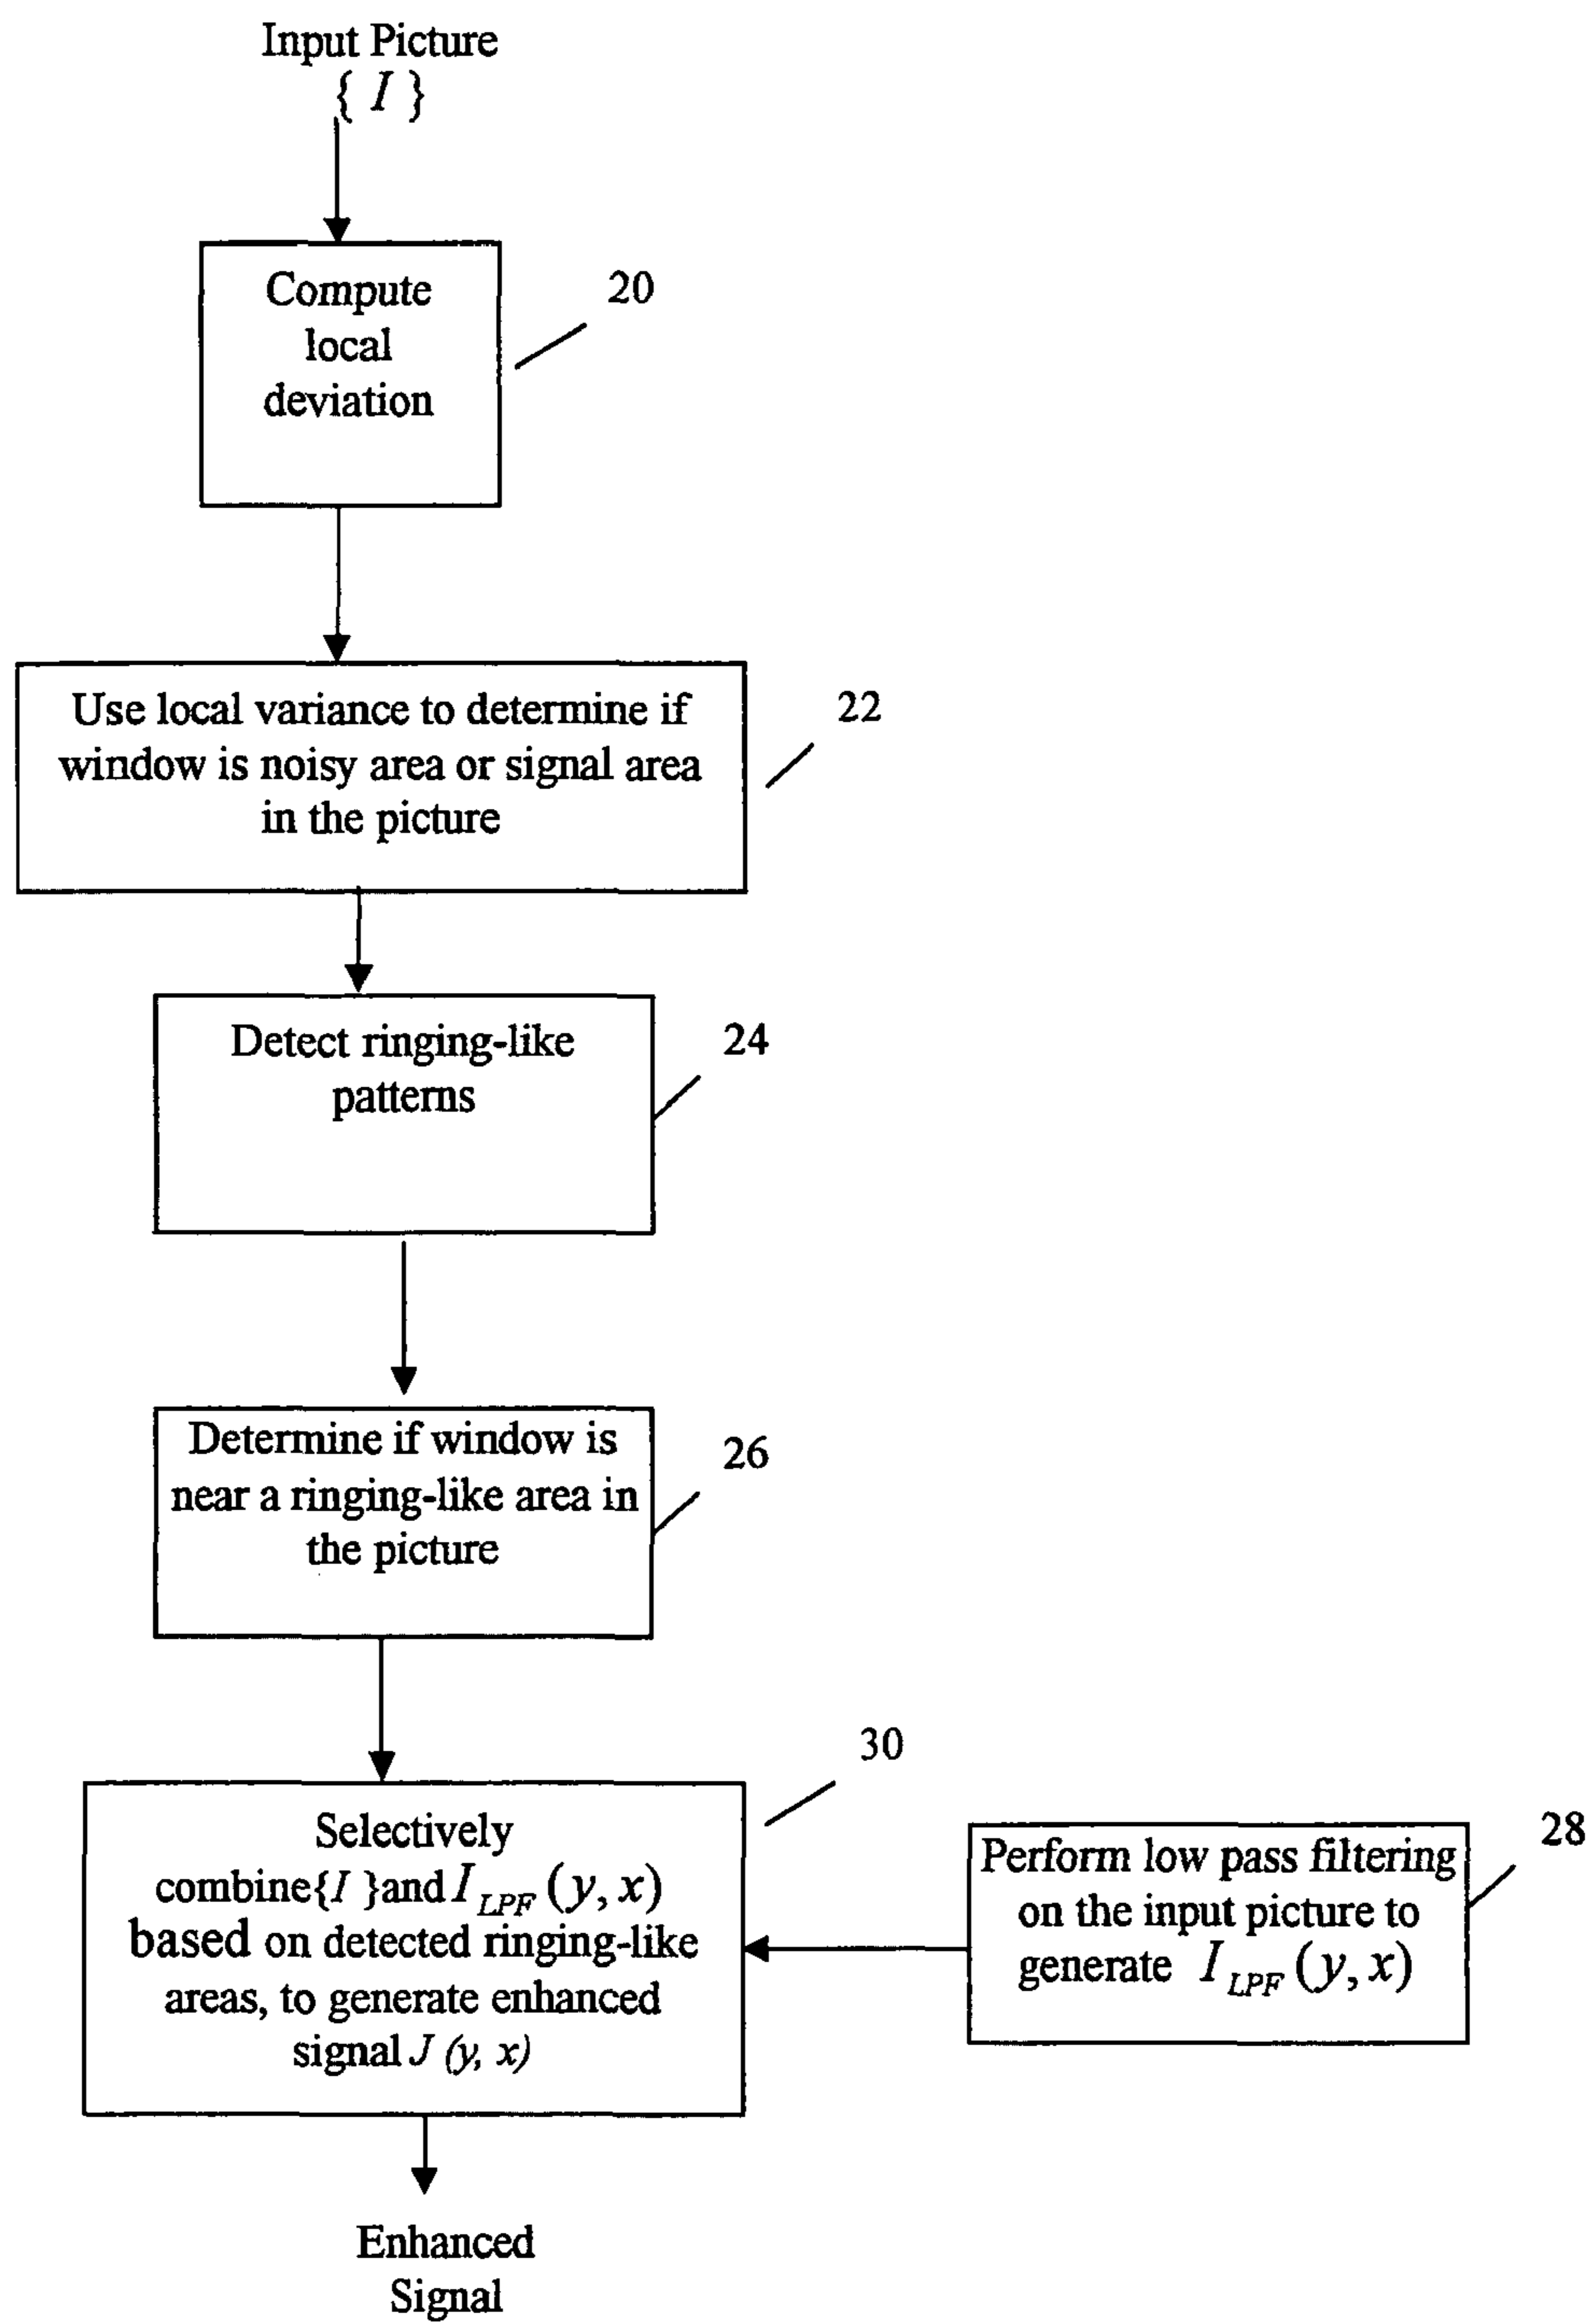 Input Picture
{ I }
Compute
local
deviation
20
Use local variance to determine if
window is noisy area or signal area
in the picture
22
Detect ringing-like
patterns
24
Determine if window is
near a ringing-like area in
the picture
26
Selectively
combine{I }and I LPF (y, x)
based on detected ringing-like
areas, to generate enhanced
signal J (y, x)
30
Perform low pass filtering
on the input picture to
generate I LPF (y, x)
28
Enhanced
Signal